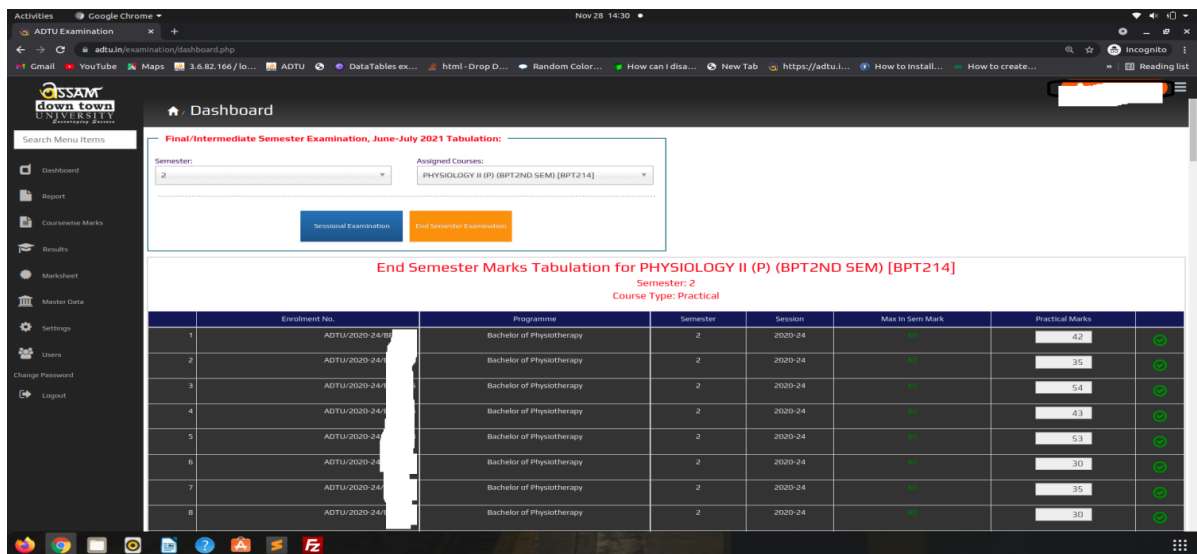 Activities Google Chrome Nov 28 14:30
ADTU Examination
adtu.in/examination/dashboard.php Incognito
Gmail YouTube Maps 3.6.82.166/lo... ADTU DataTables ex... html - Drop D... Random Color... How can I disa... New Tab https://adtu.i... How to Install... How to create... Reading list
ASSAM
down town
UNIVERSITY
Dashboard
Search Menu Items
Dashboard
Report
Coursewise Marks
Results
Marksheet
Master Data
Settings
Users
Change Password
Logout
Final/Intermediate Semester Examination, June-July 2021 Tabulation:
Semester: Assigned Courses:
2 PHYSIOLOGY II (P) (BPT2ND SEM) [BPT214]
Sessional Examination End Semester Examination
End Semester Marks Tabulation for PHYSIOLOGY II (P) (BPT2ND SEM) [BPT214]
Semester: 2
Course Type: Practical
Enrolment No. Programme Semester Session Max In Sem Mark Practical Marks
1 ADTU/2020-24/ Bachelor of Physiotherapy 2 2020-24 60 42
2 ADTU/2020-24/ Bachelor of Physiotherapy 2 2020-24 60 35
3 ADTU/2020-24/ Bachelor of Physiotherapy 2 2020-24 60 54
4 ADTU/2020-24/ Bachelor of Physiotherapy 2 2020-24 60 43
5 ADTU/2020-24 Bachelor of Physiotherapy 2 2020-24 60 53
6 ADTU/2020-24 Bachelor of Physiotherapy 2 2020-24 60 30
7 ADTU/2020-24/ Bachelor of Physiotherapy 2 2020-24 60 35
8 ADTU/2020-24/ Bachelor of Physiotherapy 2 2020-24 60 30